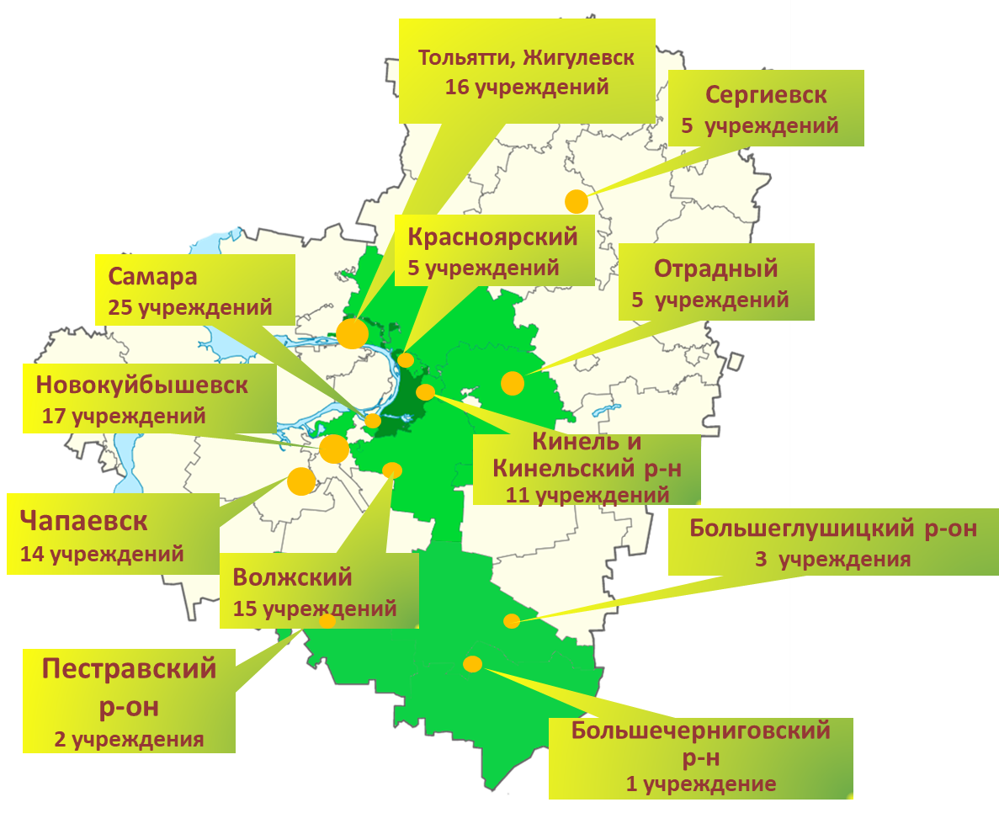 Тольятти, Жигулевск
16 учреждений
Сергиевск
5 учреждений
Красноярский
5 учреждений
Самара
25 учреждений
Отрадный
5 учреждений
Новокуйбышевск
17 учреждений
Кинель и
Кинельский р-н
11 учреждений
Чапаевск
14 учреждений
Большеглушицкий р-он
3 учреждения
Волжский
15 учреждений
Пестравский
р-он
2 учреждения
Большечерниговский
р-н
1 учреждение